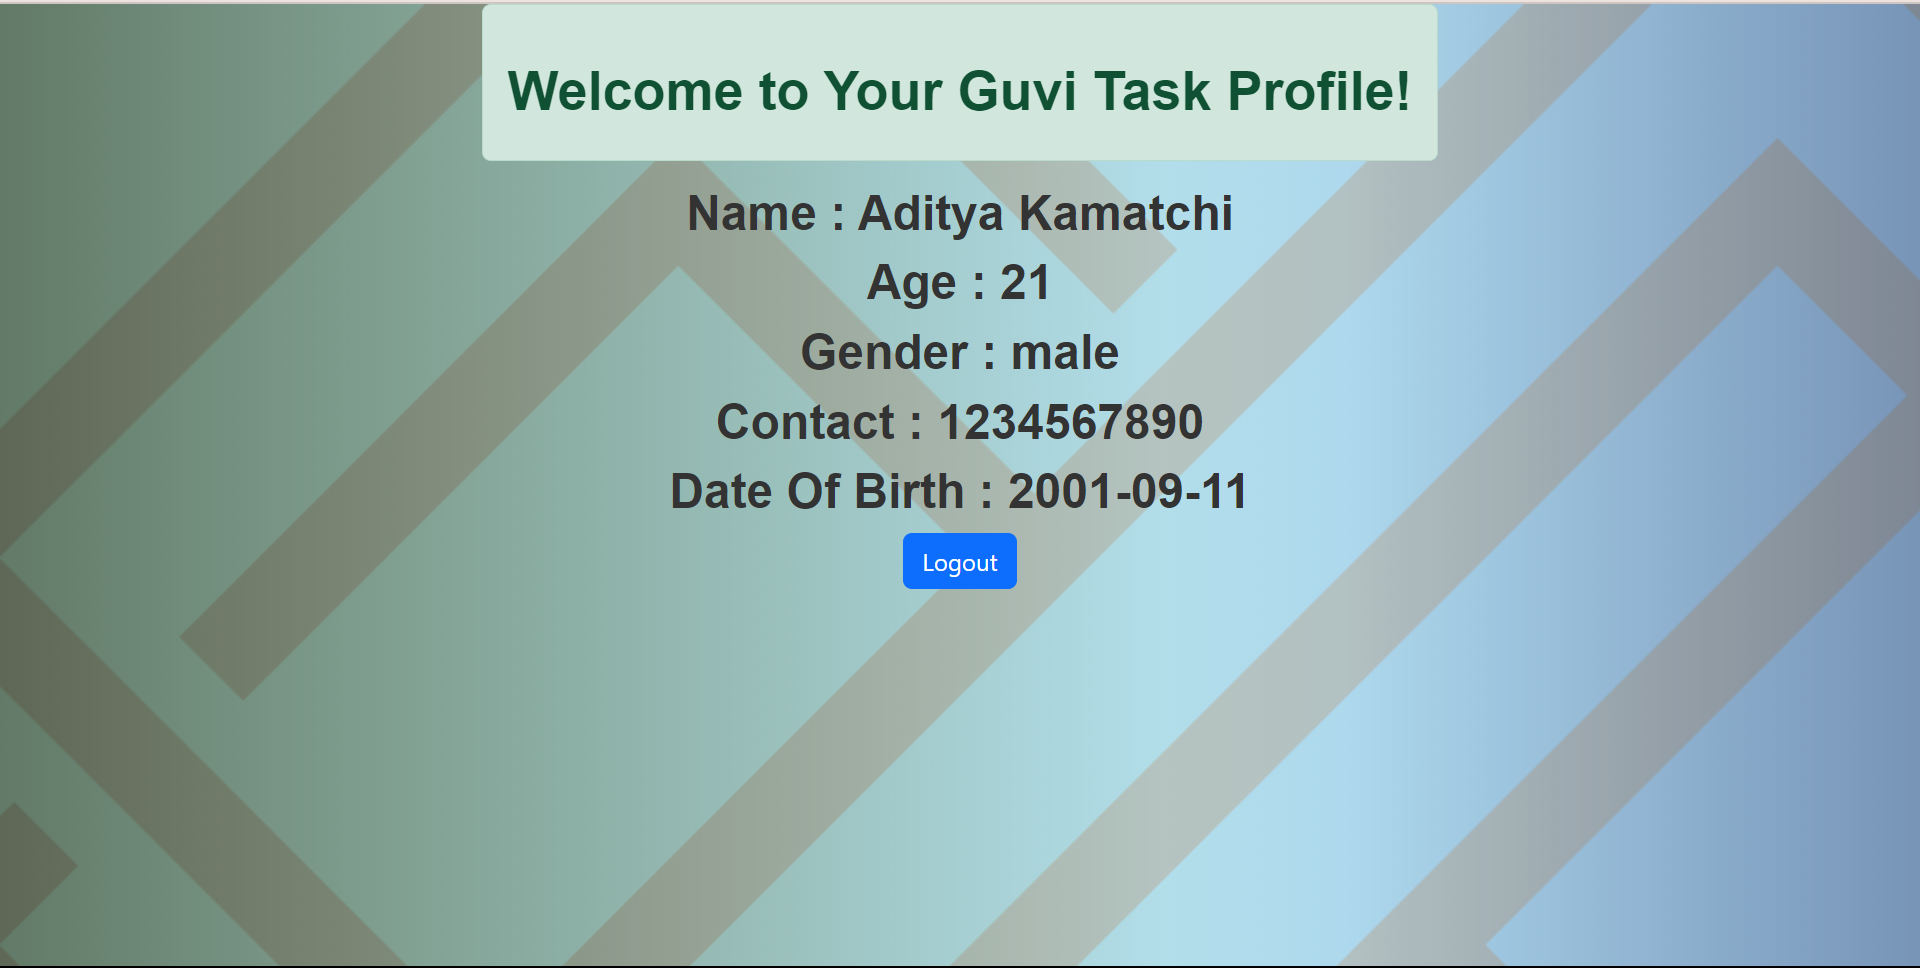 Welcome to Your Guvi Task Profile!
Name : Aditya Kamatchi
Age : 21
Gender : male
Contact : 1234567890
Date Of Birth : 2001-09-11
Logout